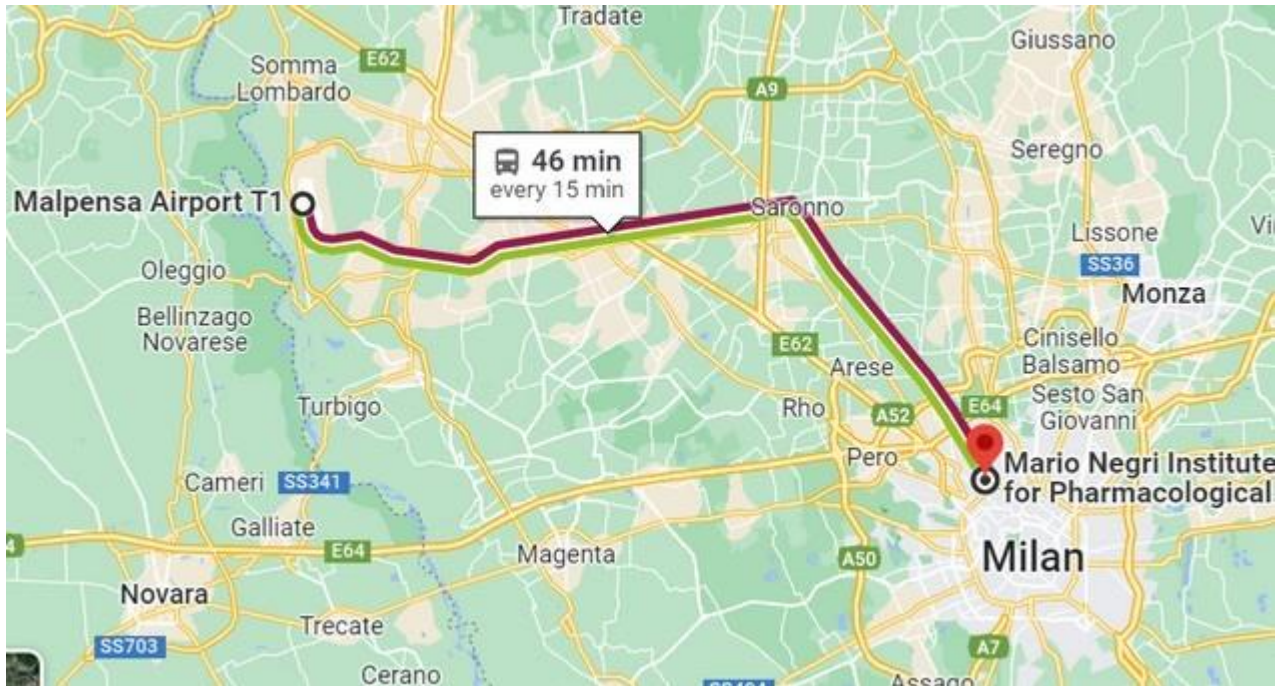 Tradate
Giussano
Somma
Lombardo
E62
A9
Seregno
46 min
every 15 min
Malpensa Airport T1
Saronno
Lissone
SS36
Oleggio
Monza
Bellinzago
Novarese
Cinisello
Balsamo
E62
Arese
Sesto San
Giovanni
E64
Turbigo
Rho
A52
Pero
Mario Negri Institute
for Pharmacological
Cameri
SS341
Galliate
E64
Magenta
A50
Milan
Novara
Trecate
SS703
A7
Cerano
Assago